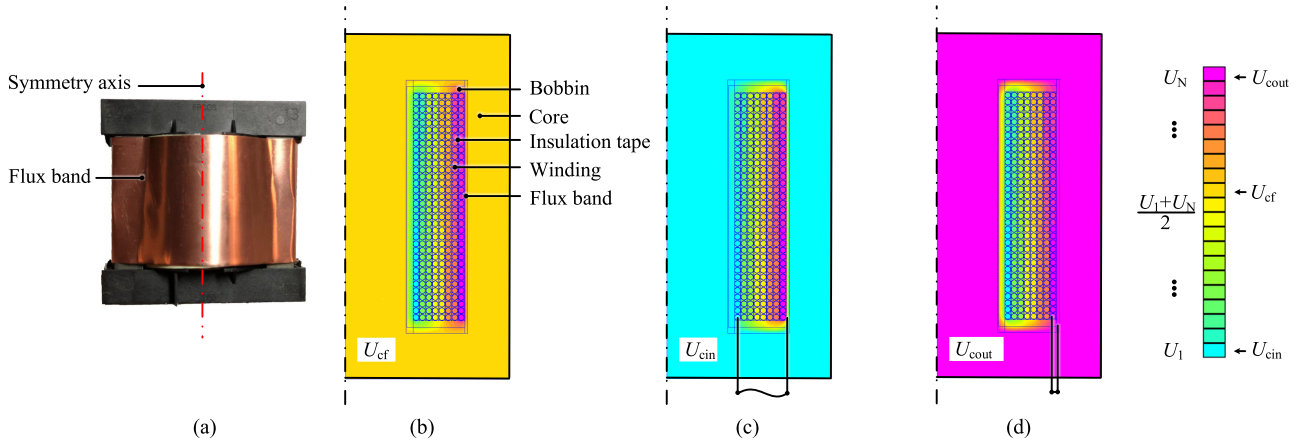 Symmetry axis
Flux band
(a)
Bobbin
Core
Insulation tape
Winding
Flux band
U_cf
(b)
U_cin
(c)
U_cout
(d)
U_N
U_cout
U_cf
U_1+U_N
2
U_1
U_cin